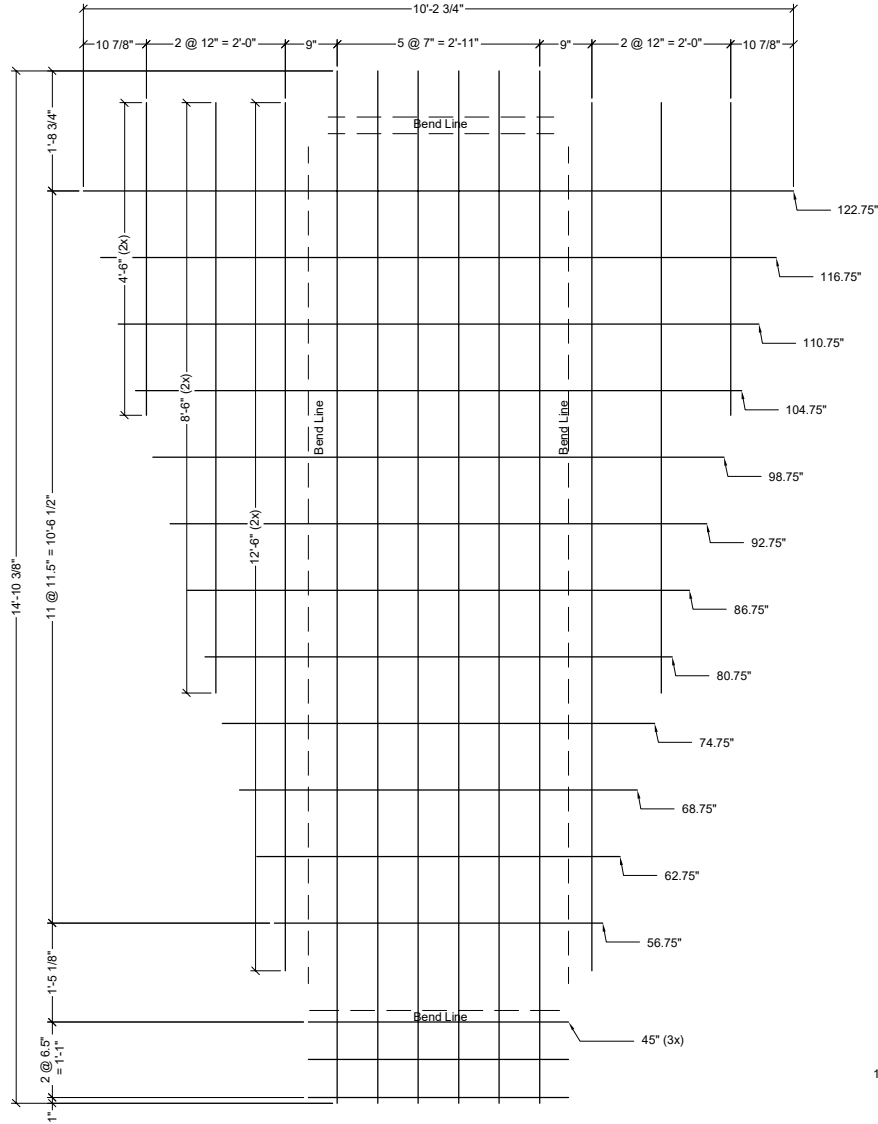 10'-2 3/4"
10 7/8"
2 @ 12" = 2'-0"
9"
5 @ 7" = 2'-11"
9"
2 @ 12" = 2'-0"
10 7/8"
Bend Line
1'-8 3/4"
122.75"
4'-6" (2x)
116.75"
110.75"
8'-6" (2x)
104.75"
Bend Line
Bend Line
98.75"
12'-6" (2x)
92.75"
14'-10 3/8"
11 @ 11.5" = 10'-6 1/2"
86.75"
80.75"
74.75"
68.75"
62.75"
56.75"
1'-5 1/8"
Bend Line
45" (3x)
2 @ 6.5"
= 1'-1"
1"
1